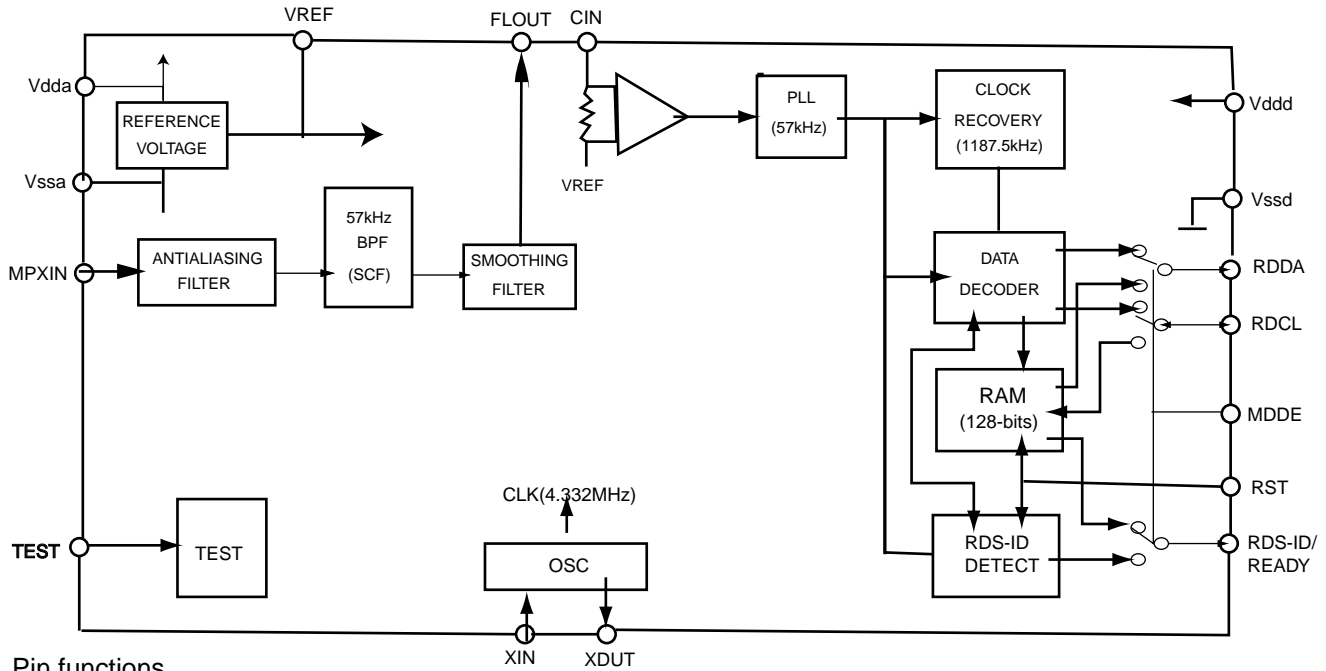 VREF
FLOUT
CIN
Vdda
REFERENCE
VOLTAGE
Vssa
VREF
PLL
(57kHz)
CLOCK
RECOVERY
(1187.5kHz)
Vddd
Vssd
MPXIN
ANTIALIASING
FILTER
57kHz
BPF
(SCF)
SMOOTHING
FILTER
DATA
DECODER
RDDA
RDCL
RAM
(128-bits)
MDDE
RST
CLK(4.332MHz)
TEST
TEST
OSC
RDS-ID
DETECT
RDS-ID/
READY
XIN
XDUT
Pin functions